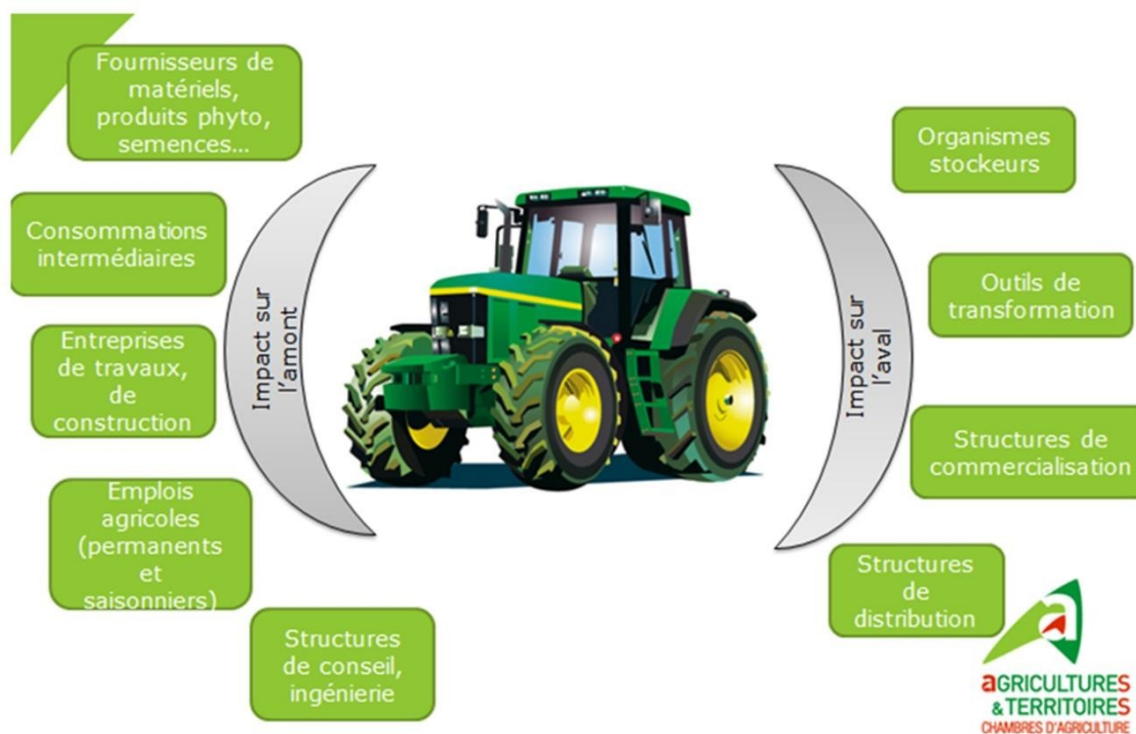 Fournisseurs de
matériels,
produits phyto,
semences...
Consommations
intermédiaires
Entreprises
de travaux,
de
construction
Emplois
agricoles
(permanents
et
saisonniers)
Structures
de conseil,
ingénierie
Impact sur
l'amont
Impact sur
l'aval
Organismes
stockeurs
Outils de
transformation
Structures de
commercialisation
Structures
de
distribution
a
aGRICULTURES
& TERRITOIRES
CHAMBRES D'AGRICULTURE